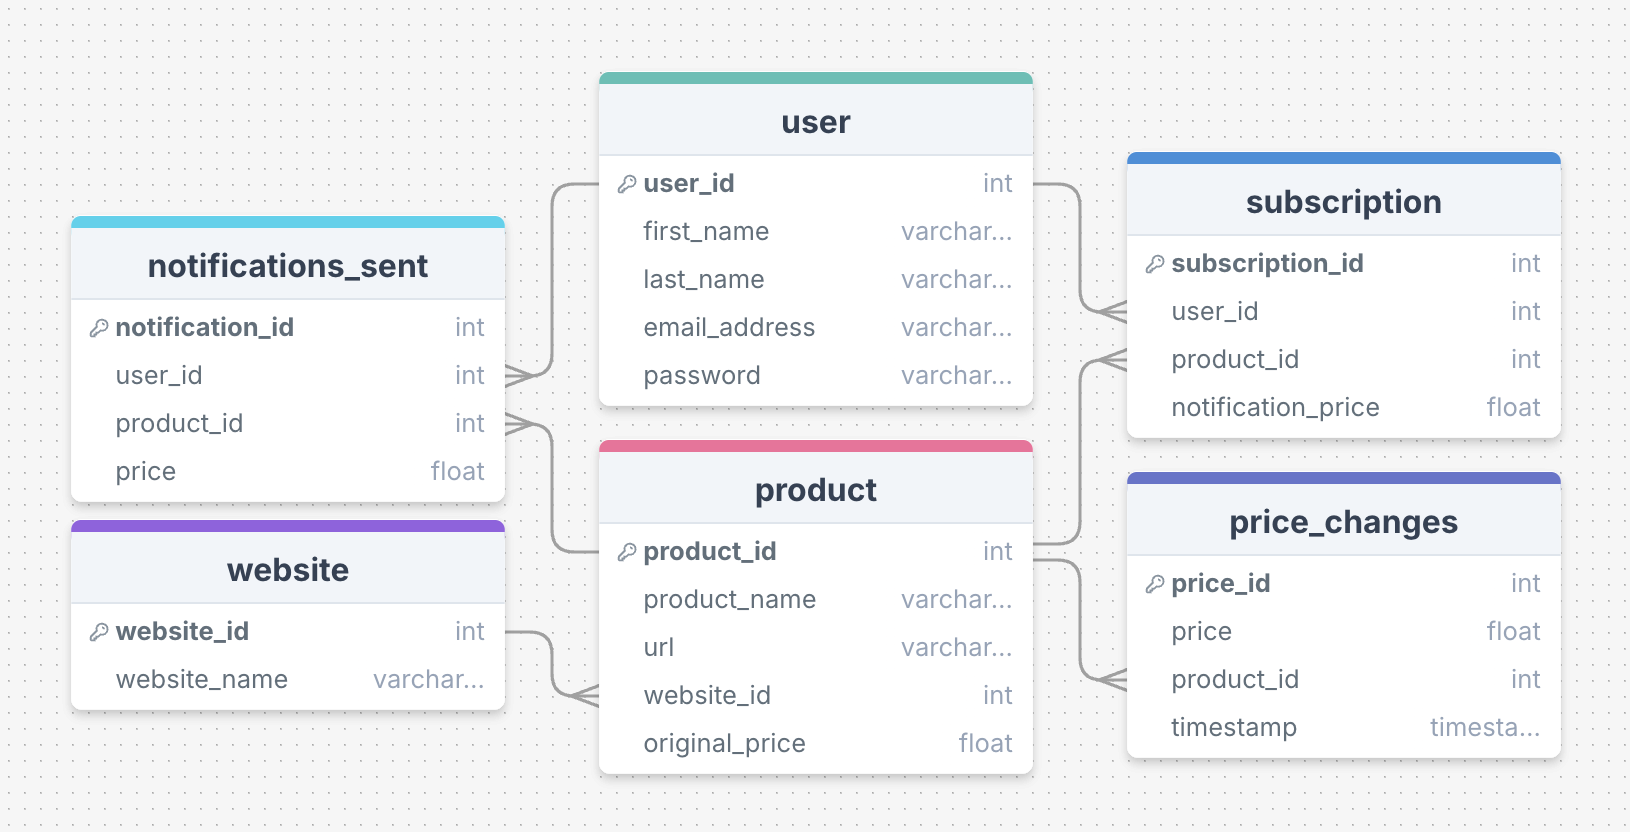 user
user_id int
first_name varchar...
last_name varchar...
email_address varchar...
password varchar...
notifications_sent
notification_id int
user_id int
product_id int
price float
subscription
subscription_id int
user_id int
product_id int
notification_price float
website
website_id int
website_name varchar...
product
product_id int
product_name varchar...
url varchar...
website_id int
original_price float
price_changes
price_id int
price float
product_id int
timestamp timesta...